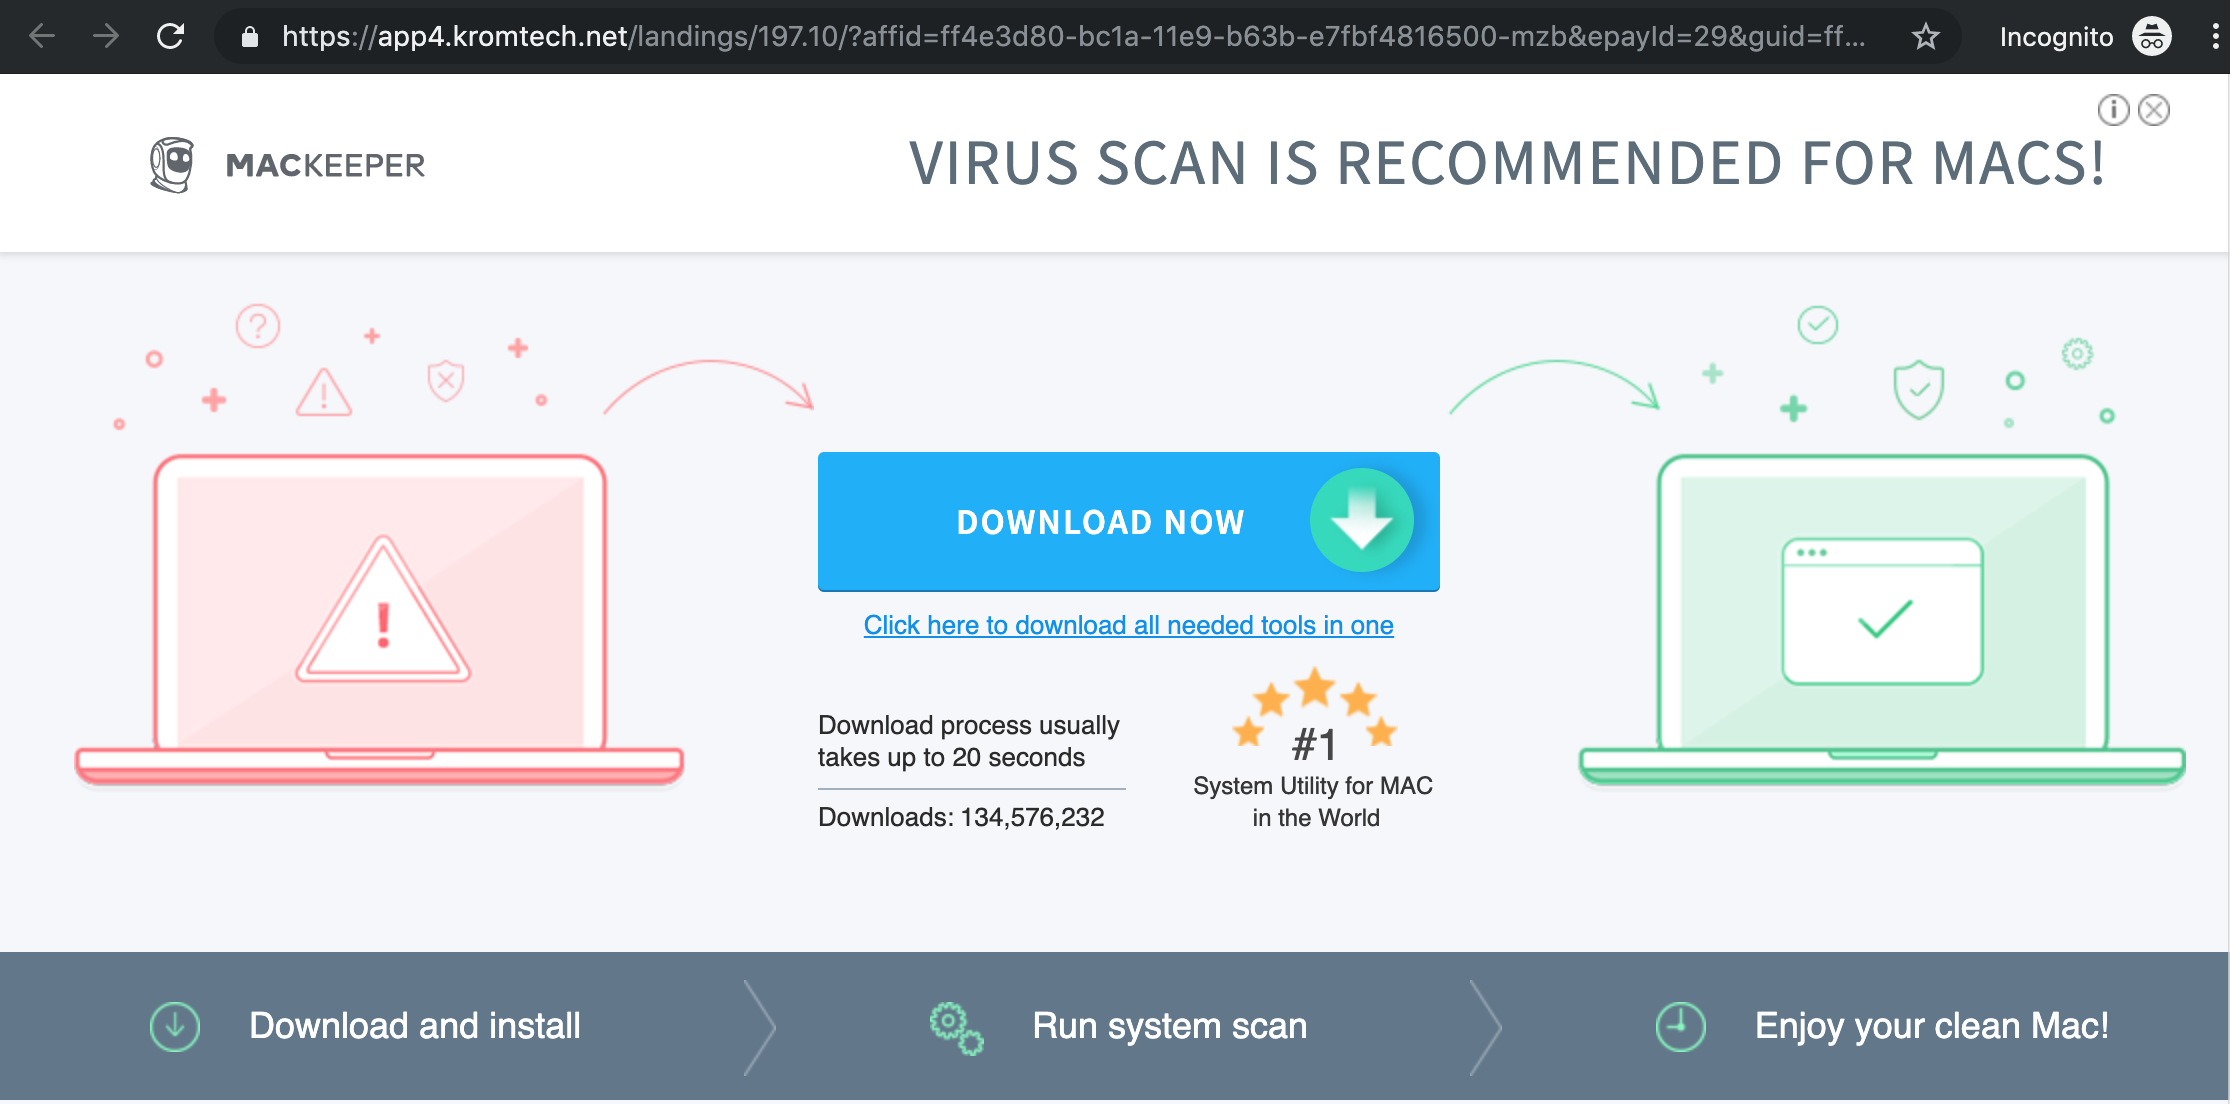 https://app4.kromtech.net/landings/197.10/?affid=ff4e3d80-bc1a-11e9-b63b-e7fbf4816500-mzb&epayId=29&guid=ff...
Incognito
MACKEEPER
VIRUS SCAN IS RECOMMENDED FOR MACS!
DOWNLOAD NOW
Click here to download all needed tools in one
Download process usually
takes up to 20 seconds
Downloads: 134,576,232
#1
System Utility for MAC
in the World
Download and install
Run system scan
Enjoy your clean Mac!